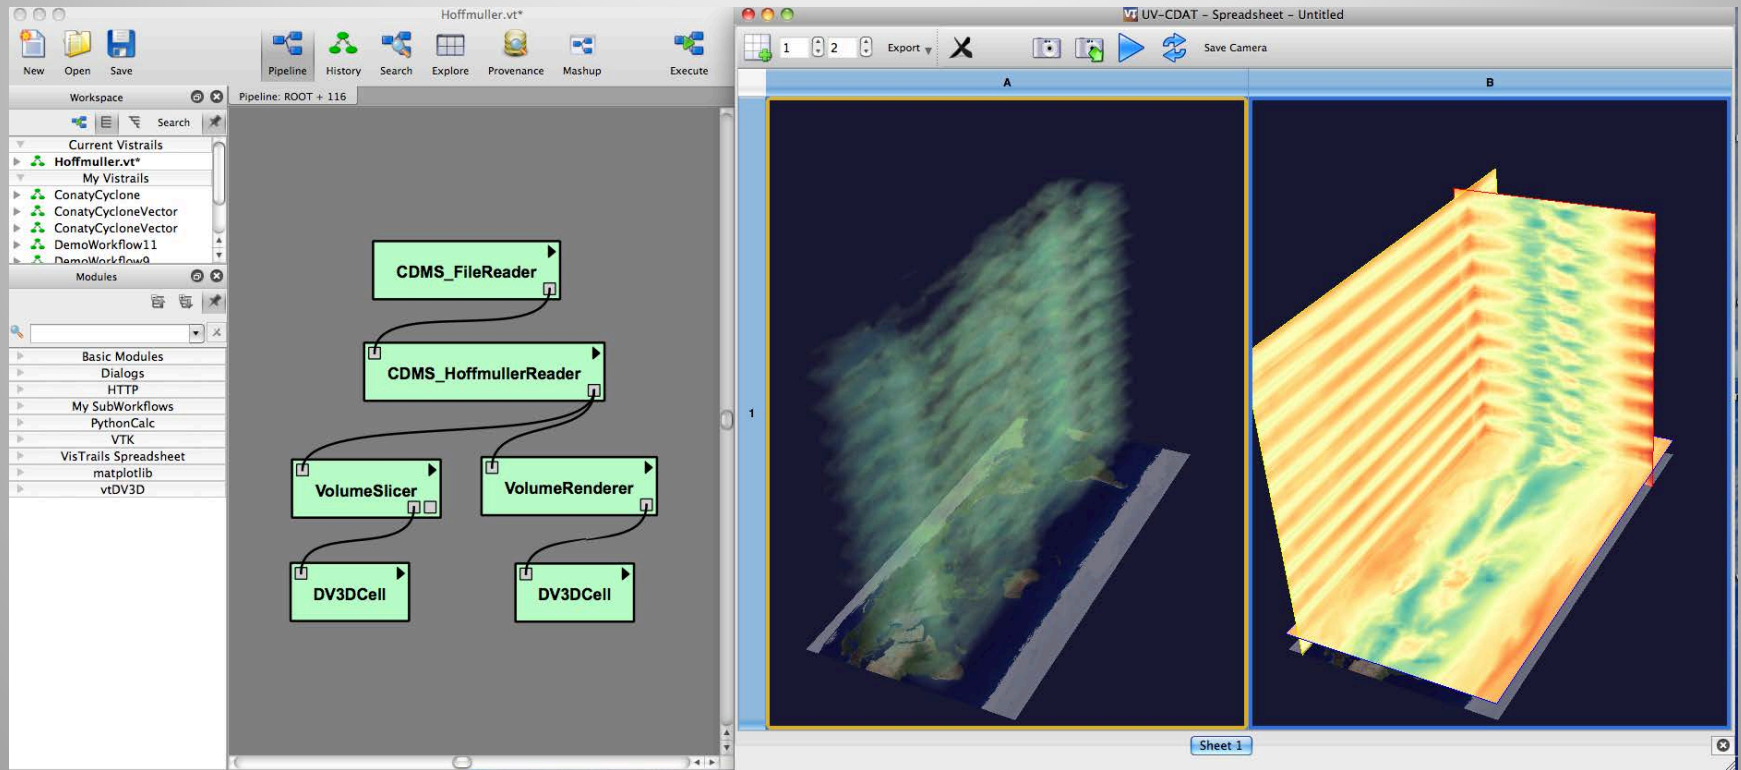 Hoffmuller.vt*
New Open Save Pipeline History Search Explore Provenance Mashup Execute
Workspace
Pipeline: ROOT + 116
Search
Current Vistrails
Hoffmuller.vt*
My Vistrails
ConatyCyclone
ConatyCycloneVector
ConatyCycloneVector
DemoWorkflow11
DemoWorkflow9
Modules
Basic Modules
Dialogs
HTTP
My SubWorkflows
PythonCalc
VTK
VisTrails Spreadsheet
matplotlib
vtDV3D
CDMS_FileReader
CDMS_HoffmullerReader
VolumeSlicer
VolumeRenderer
DV3DCell
DV3DCell
VT UV-CDAT - Spreadsheet - Untitled
1 2 Export Save Camera
A B
1
Sheet 1